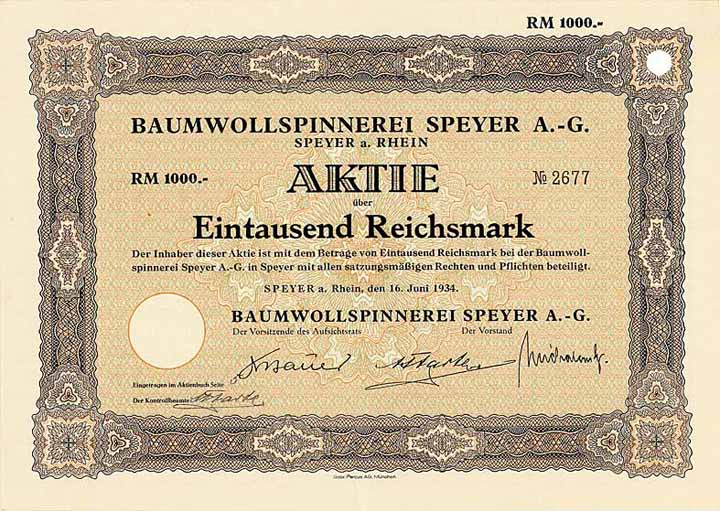 RM 1000.-
BAUMWOLLSPINNEREI SPEYER A.-G.
SPEYER a. RHEIN
RM 1000.-
AKTIE
№ 2677
über
Eintausend Reichsmark
Der Inhaber dieser Aktie ist mit dem Betrage von Eintausend Reichsmark bei der Baumwoll-
spinnerei Speyer A.-G. in Speyer mit allen satzungsmäßigen Rechten und Pflichten beteiligt.
SPEYER a. Rhein, den 16. Juni 1934.
BAUMWOLLSPINNEREI SPEYER A.-G.
Der Vorsitzende des Aufsichtsrats
Der Vorstand
Eingetragen im Aktienbuch Seite
5
Der Kontrollbeamte